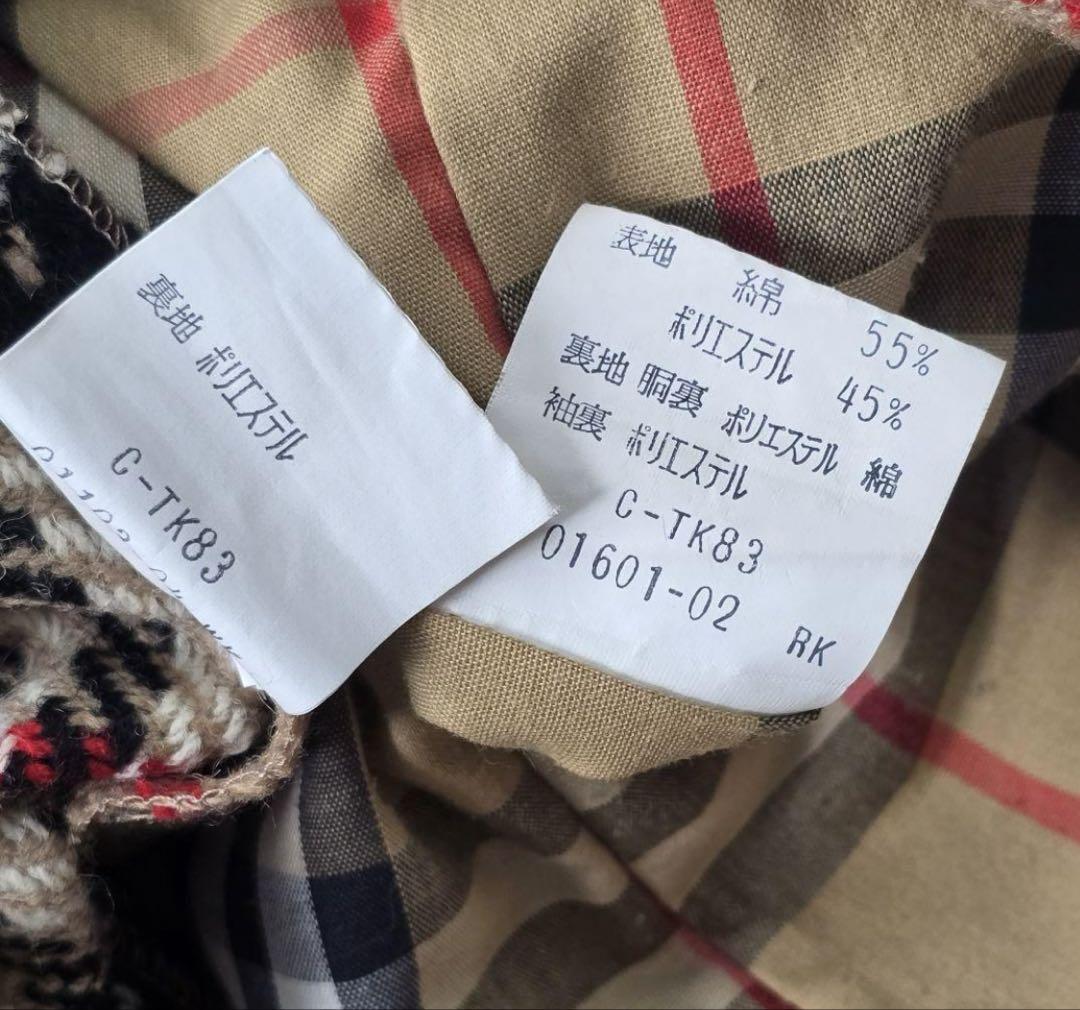 裏地 ポリエステル
C-TK83
表地 綿 55%
ポリエステル 45%
裏地 胴裏 ポリエステル 綿
袖裏 ポリエステル
C-TK83
01601-02 RK